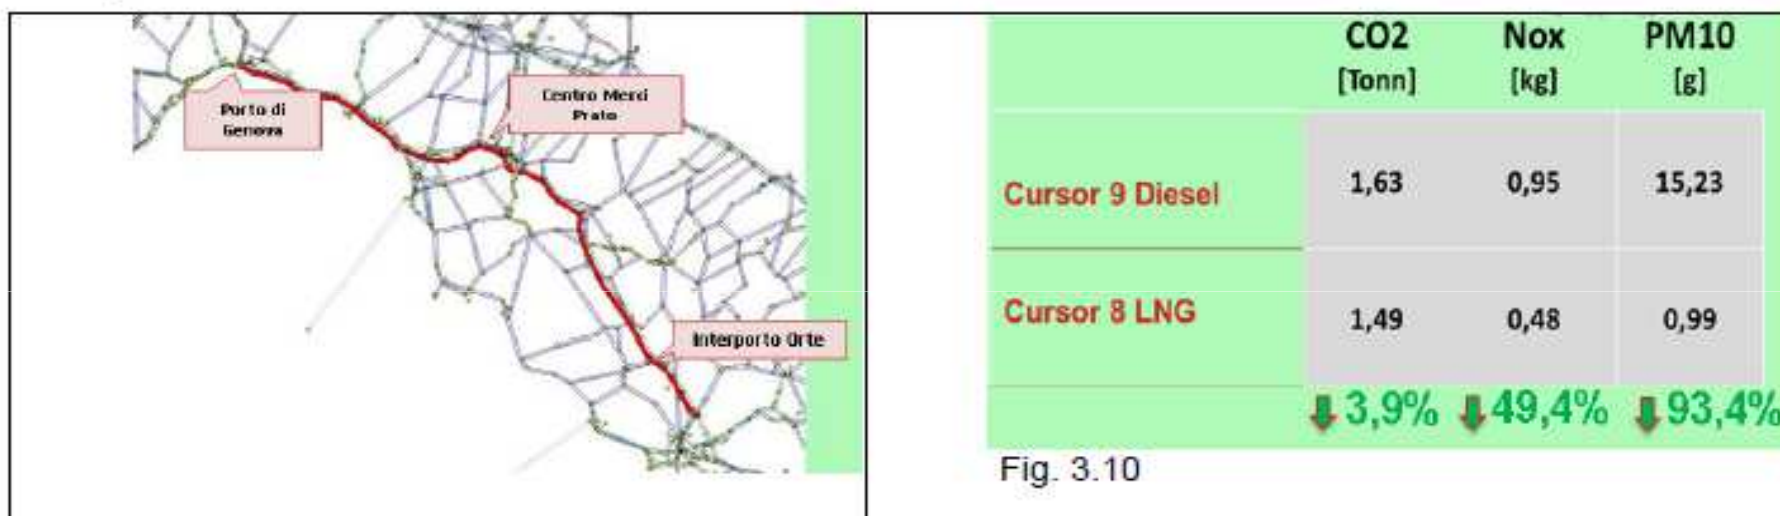 Porto di
Genova
Centro Merci
Prato
Interporto Orte
CO2 Nox PM10
[Tonn] [kg] [g]
Cursor 9 Diesel 1,63 0,95 15,23
Cursor 8 LNG 1,49 0,48 0,99
3,9% 49,4% 93,4%
Fig. 3.10